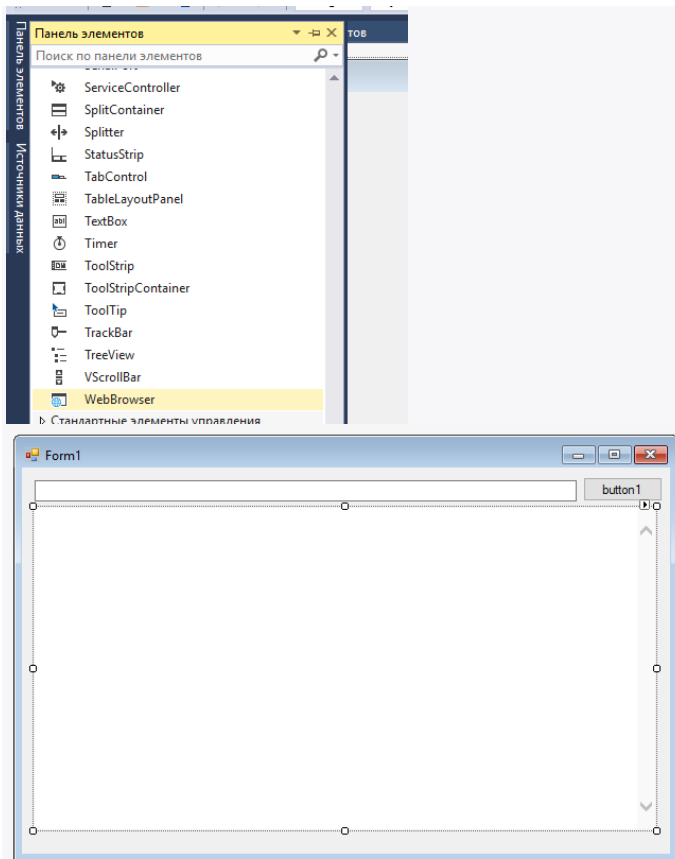 Панель элементов
Источники данных
Панель элементов
тов
Поиск по панели элементов
ServiceController
SplitContainer
Splitter
StatusStrip
TabControl
TableLayoutPanel
abl
TextBox
Timer
ToolStrip
ToolStripContainer
ToolTip
TrackBar
TreeView
VScrollBar
WebBrowser
Стандартные элементы управления
Form1
button1